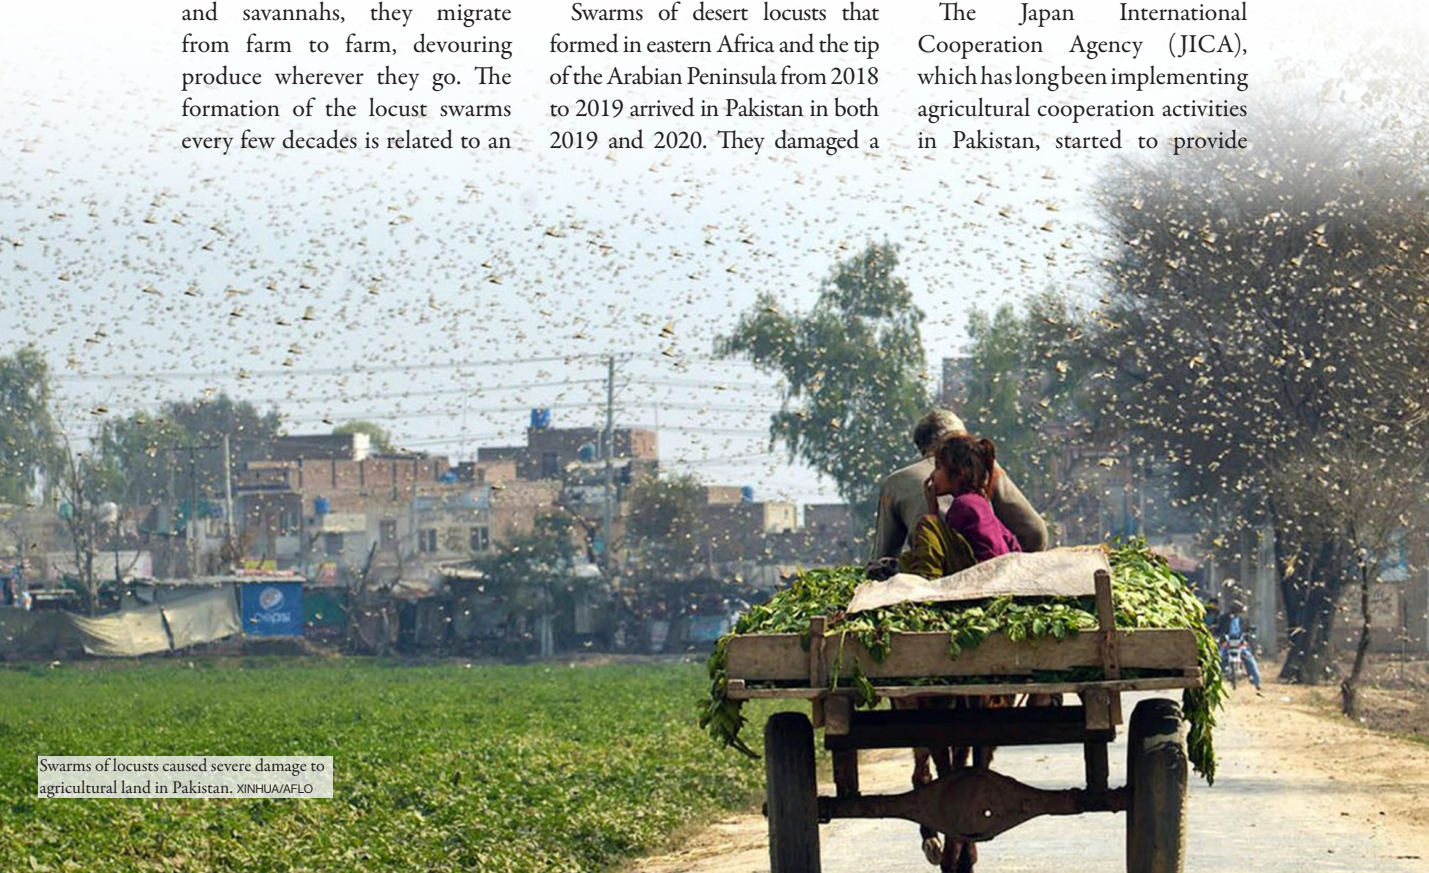 and savannahs, they migrate
from farm to farm, devouring
produce wherever they go. The
formation of the locust swarms
every few decades is related to an
Swarms of desert locusts that
formed in eastern Africa and the tip
of the Arabian Peninsula from 2018
to 2019 arrived in Pakistan in both
2019 and 2020. They damaged a
The Japan International
Cooperation Agency (JICA),
which has long been implementing
agricultural cooperation activities
in Pakistan, started to provide
pepsi
Swarms of locusts caused severe damage to
agricultural land in Pakistan. XINHUA/AFLO